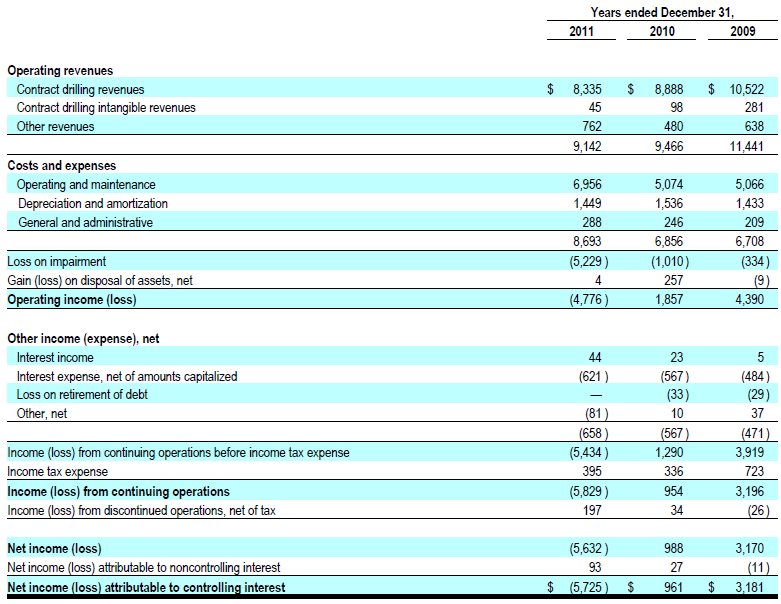 Years ended December 31,
2011 2010 2009
Operating revenues
Contract drilling revenues $ 8,335 $ 8,888 $ 10,522
Contract drilling intangible revenues 45 98 281
Other revenues 762 480 638
9,142 9,466 11,441
Costs and expenses
Operating and maintenance 6,956 5,074 5,066
Depreciation and amortization 1,449 1,536 1,433
General and administrative 288 246 209
8,693 6,856 6,708
Loss on impairment (5,229 ) (1,010 ) (334 )
Gain (loss) on disposal of assets, net 4 257 (9 )
Operating income (loss) (4,776 ) 1,857 4,390
Other income (expense), net
Interest income 44 23 5
Interest expense, net of amounts capitalized (621 ) (567 ) (484 )
Loss on retirement of debt — (33 ) (29 )
Other, net (81 ) 10 37
(658 ) (567 ) (471 )
Income (loss) from continuing operations before income tax expense (5,434 ) 1,290 3,919
Income tax expense 395 336 723
Income (loss) from continuing operations (5,829 ) 954 3,196
Income (loss) from discontinued operations, net of tax 197 34 (26 )
Net income (loss) (5,632 ) 988 3,170
Net income (loss) attributable to noncontrolling interest 93 27 (11 )
Net income (loss) attributable to controlling interest $ (5,725 ) $ 961 $ 3,181